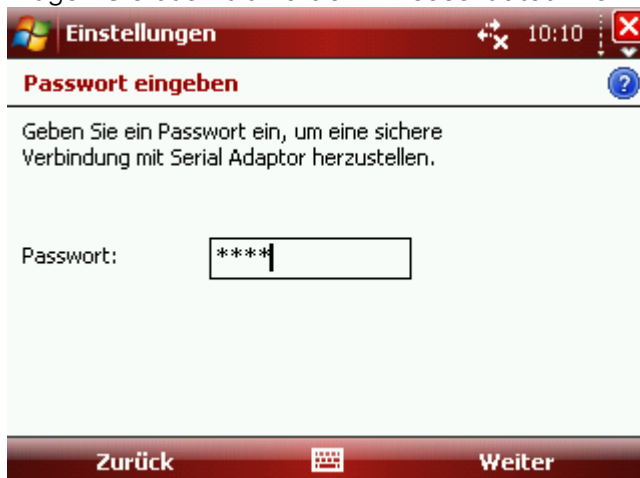 Einstellungen 10:10
Passwort eingeben ?
Geben Sie ein Passwort ein, um eine sichere
Verbindung mit Serial Adaptor herzustellen.
Passwort: ****
Zurück Weiter